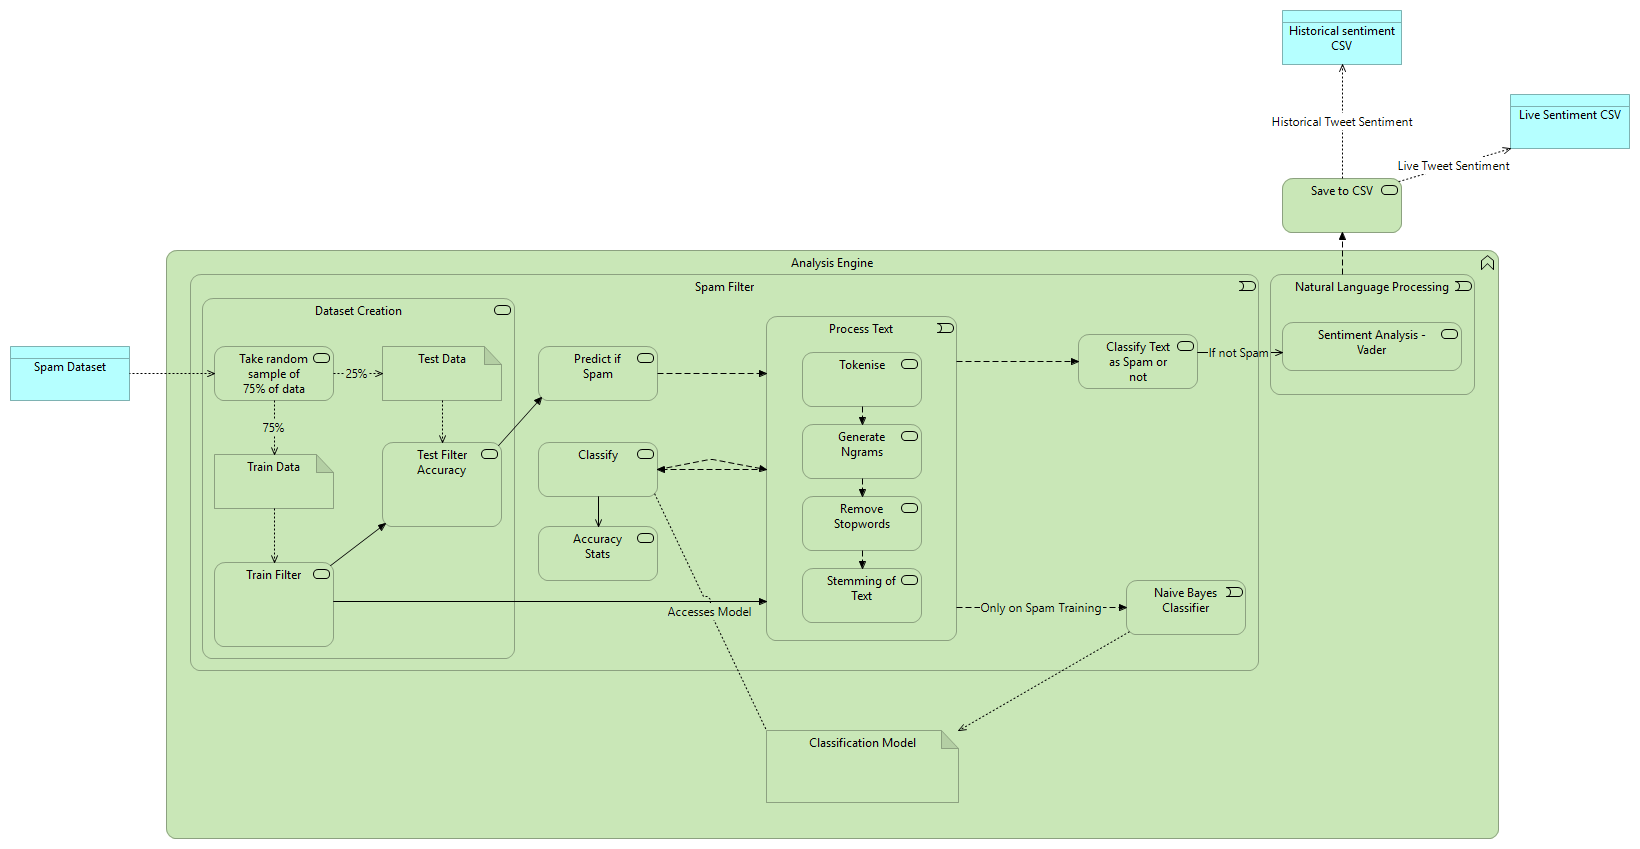 Historical sentiment
CSV
Live Sentiment CSV
Historical Tweet Sentiment
Live Tweet Sentiment
Save to CSV
Analysis Engine
Spam Filter
Natural Language Processing
Dataset Creation
Process Text
Sentiment Analysis -
Vader
Spam Dataset
Take random
sample of
75% of data
25%
Test Data
Predict if
Spam
Tokenise
Classify Text
as Spam or
not
If not Spam
75%
Train Data
Test Filter
Accuracy
Classify
Generate
Ngrams
Accuracy
Stats
Remove
Stopwords
Train Filter
Stemming of
Text
Accesses Model
Only on Spam Training
Naive Bayes
Classifier
Classification Model